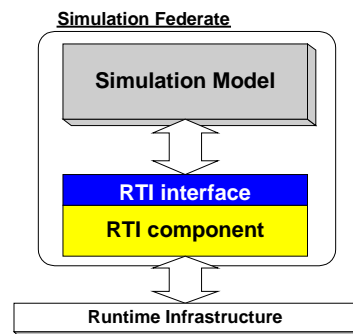 Simulation Federate
Simulation Model
RTI interface
RTI component
Runtime Infrastructure